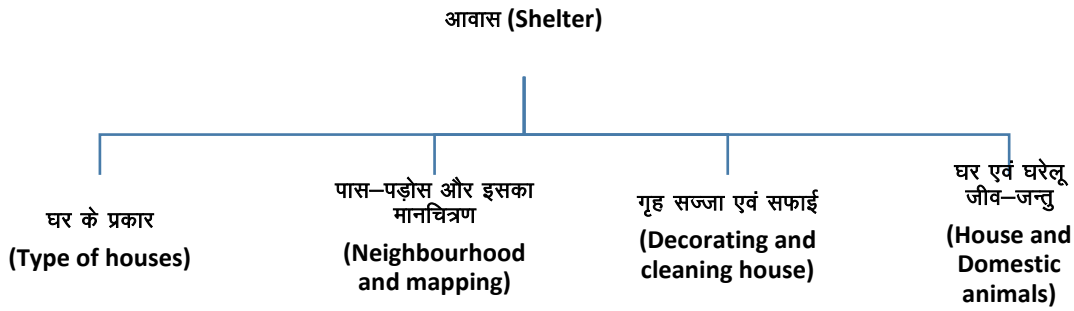 आवास (Shelter)
घर के प्रकार
(Type of houses)
पास–पड़ोस और इसका
मानचित्रण
(Neighbourhood
and mapping)
गृह सज्जा एवं सफाई
(Decorating and
cleaning house)
घर एवं घरेलू
जीव–जन्तु
(House and
Domestic
animals)